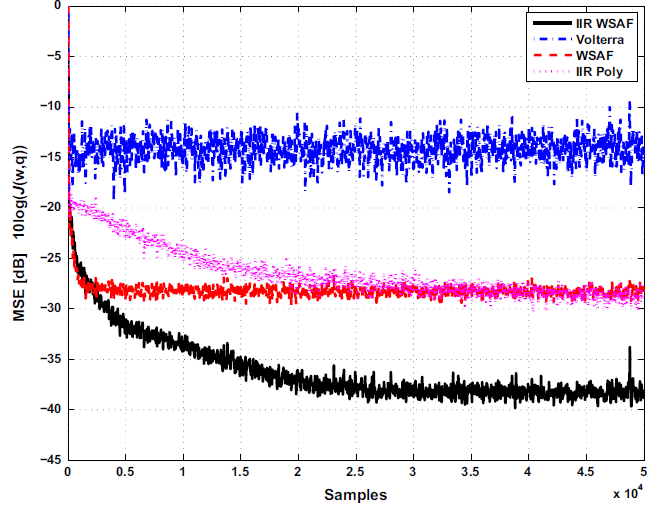 IIR WSAF
Volterra
WSAF
IIR Poly
MSE [dB] 10log(J(w,q))
0
−5
−10
−15
−20
−25
−30
−35
−40
−45
0 0.5 1 1.5 2 2.5 3 3.5 4 4.5 5
x 10⁴
Samples